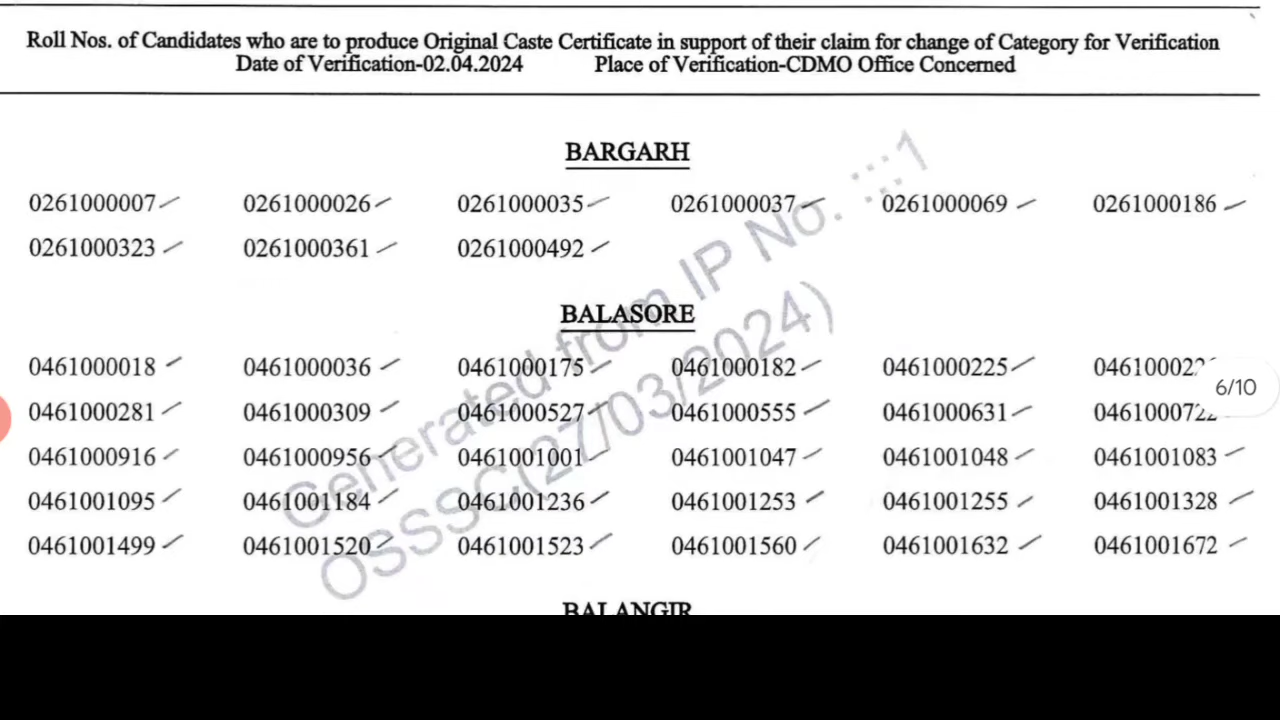 Roll Nos. of Candidates who are to produce Original Caste Certificate in support of their claim for change of Category for Verification
Date of Verification-02.04.2024 Place of Verification-CDMO Office Concerned
BARGARH
0261000007 0261000026 0261000035 0261000037 0261000069 0261000186
0261000323 0261000361 0261000492
BALASORE
0461000018 0461000036 0461000175 0461000182 0461000225
6/10
0461000281 0461000309 0461000527 0461000555 0461000631 0461000722
0461000916 0461000956 0461001001 0461001047 0461001048 0461001083
0461001095 0461001184 0461001236 0461001253 0461001255 0461001328
0461001499 0461001520 0461001523 0461001560 0461001632 0461001672
BALANGIR
Generated from IP No. :::1
OSSSC(27/03/2024)